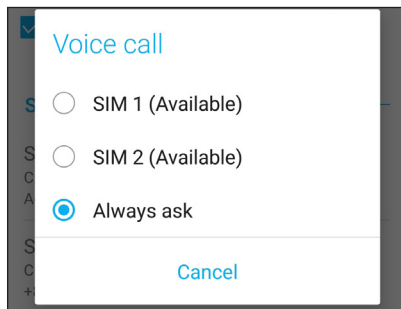 Voice call
SIM 1 (Available)
SIM 2 (Available)
Always ask
Cancel